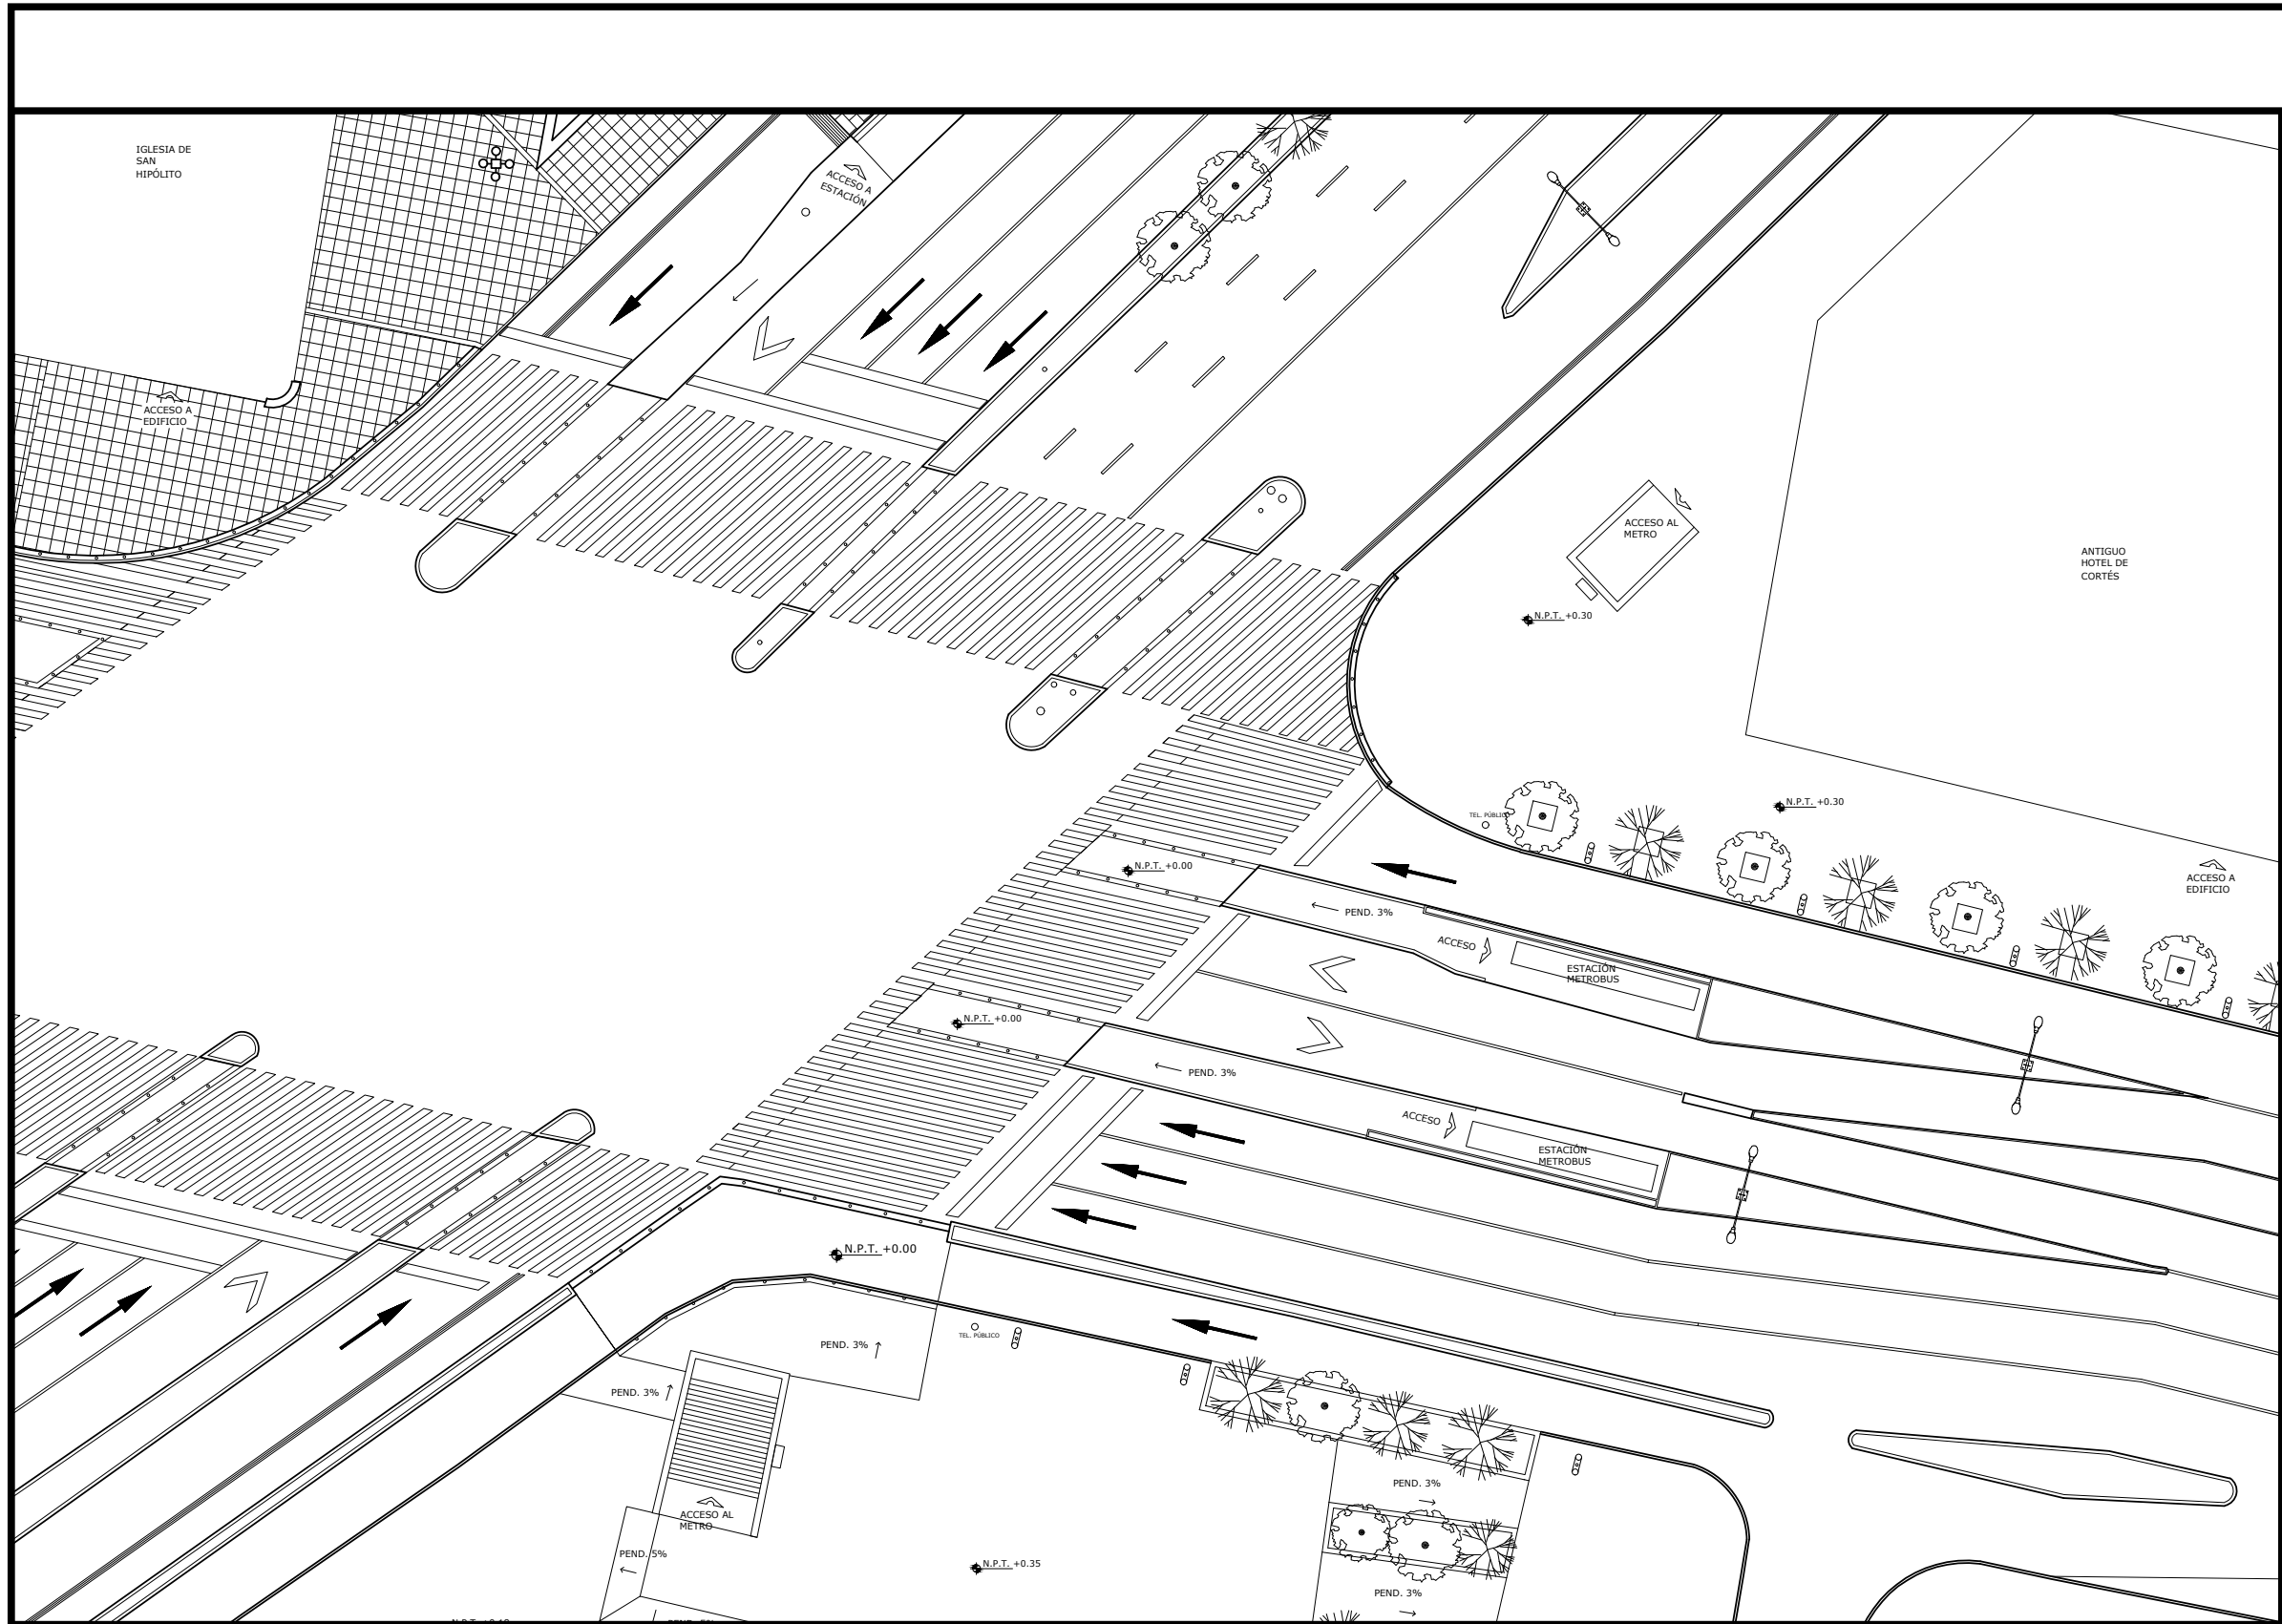 IGLESIA DE
SAN
HIPÓLITO
ACCESO A
ESTACIÓN
ACCESO A
EDIFICIO
ACCESO AL
METRO
ANTIGUO
HOTEL DE
CORTÉS
N.P.T. +0.30
N.P.T. +0.30
TEL. PÚBLICO
N.P.T. +0.00
ACCESO A
EDIFICIO
PEND. 3%
ACCESO
ESTACIÓN
METROBUS
N.P.T. +0.00
PEND. 3%
ACCESO
ESTACIÓN
METROBUS
N.P.T. +0.00
TEL. PÚBLICO
PEND. 3%
PEND. 3%
PEND. 3%
ACCESO AL
METRO
PEND. 5%
N.P.T. +0.35
PEND. 3%